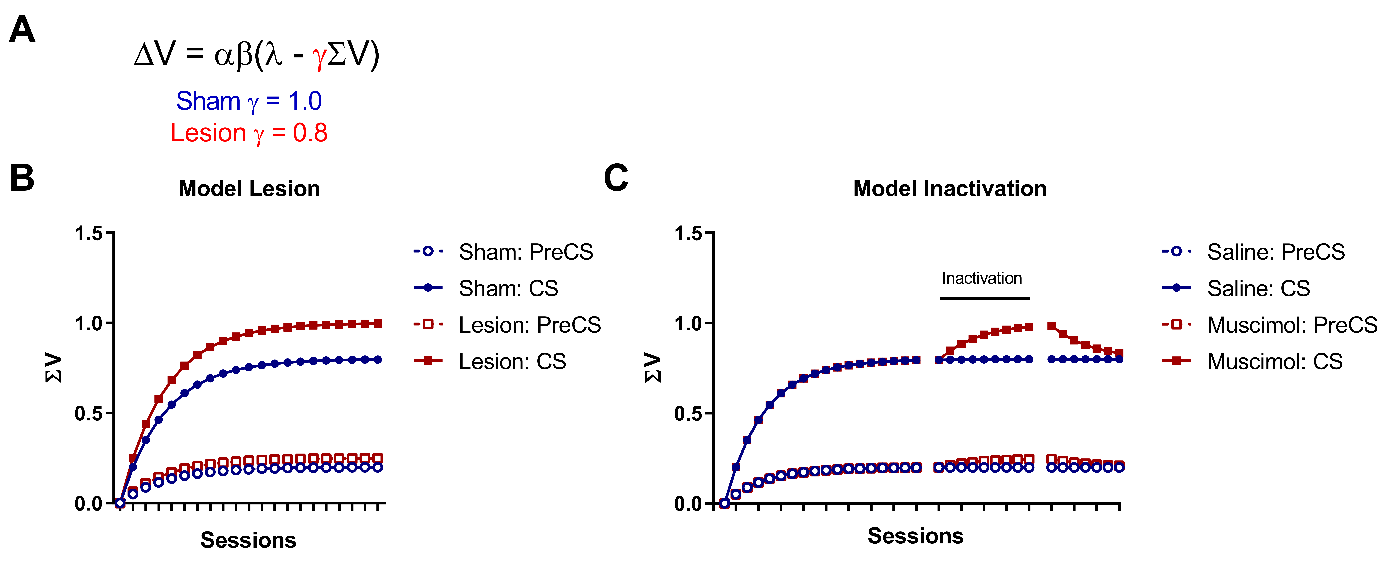 A
ΔV = αβ(λ - γΣV)
Sham γ = 1.0
Lesion γ = 0.8
B
Model Lesion
ΣV
1.5
1.0
0.5
0.0
Sessions
Sham: PreCS
Sham: CS
Lesion: PreCS
Lesion: CS
C
Model Inactivation
ΣV
1.5
1.0
0.5
0.0
Inactivation
Sessions
Saline: PreCS
Saline: CS
Muscimol: PreCS
Muscimol: CS